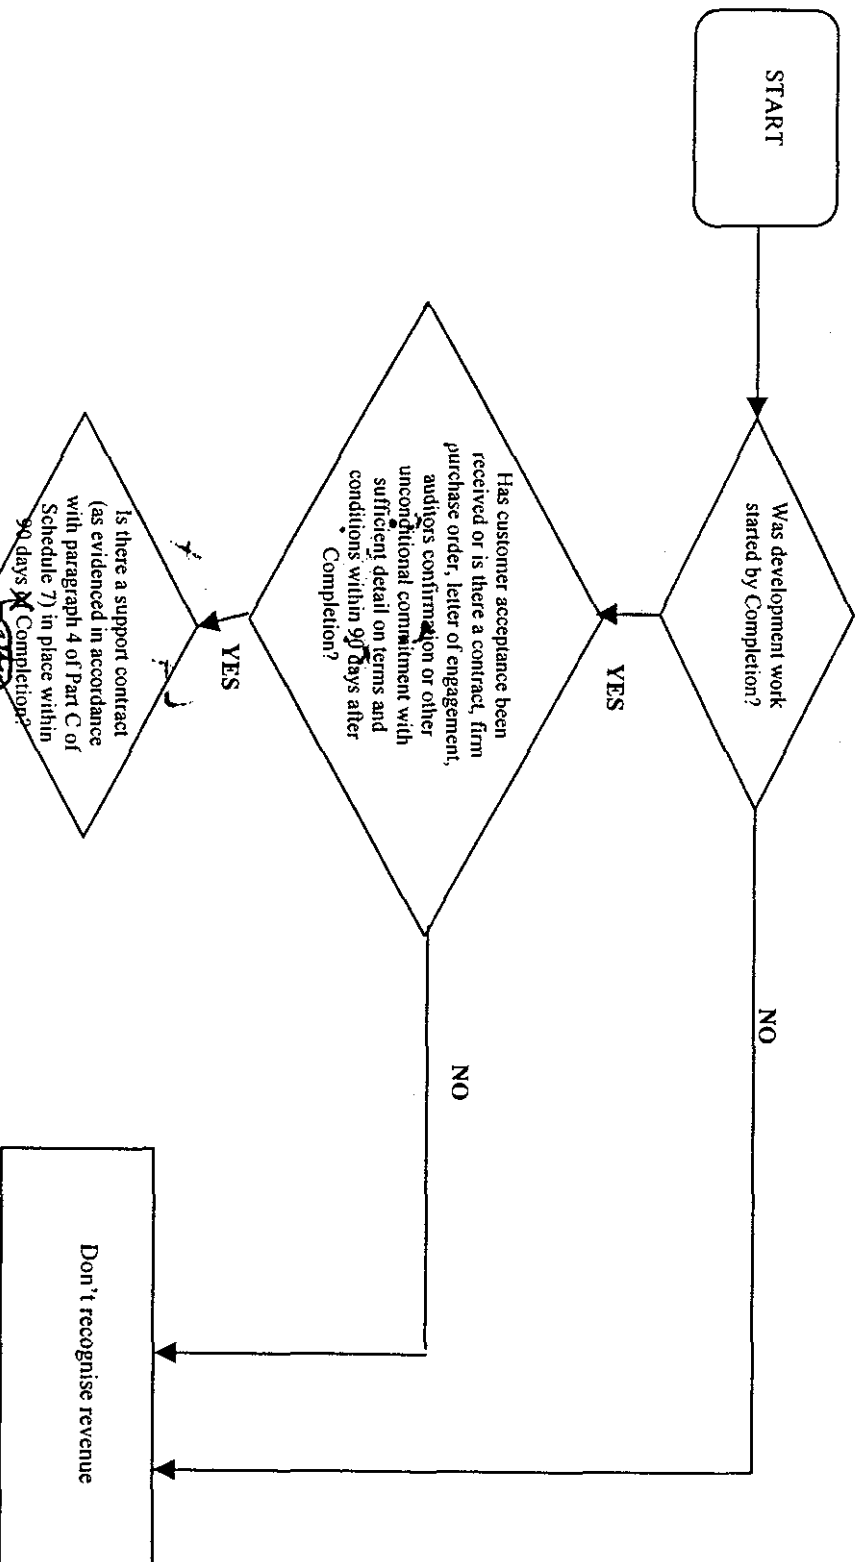 START
Was development work
started by Completion?
NO
YES
Has customer acceptance been
received or is there a contract, firm
purchase order, letter of engagement,
auditors confirmation or other
unconditional commitment with
sufficient detail on terms and
conditions within 90 days after
Completion?
NO
YES
Is there a support contract
(as evidenced in accordance
with paragraph 4 of Part C of
Schedule 7) in place within
90 days Completion?
Don't recognise revenue